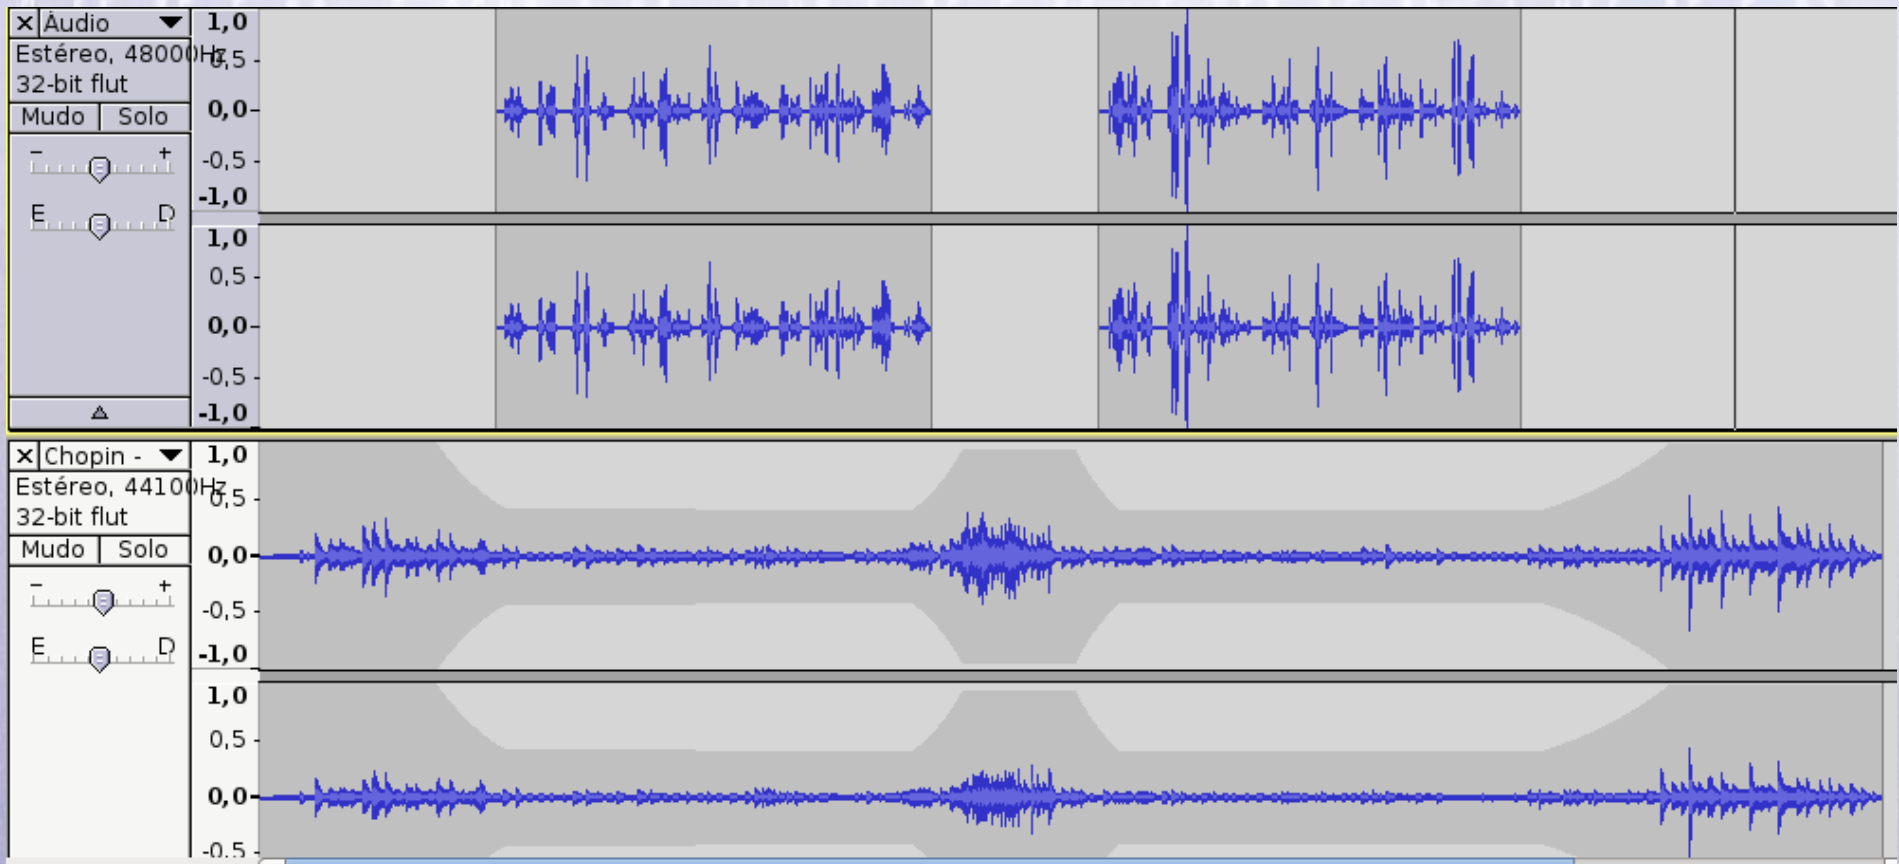 Áudio
Estéreo, 48000Hz
32-bit flut
Mudo Solo
- +
E D
1,0
0,5
0,0
-0,5
-1,0
1,0
0,5
0,0
-0,5
-1,0
Chopin -
Estéreo, 44100Hz
32-bit flut
Mudo Solo
- +
E D
1,0
0,5
0,0
-0,5
-1,0
1,0
0,5
0,0
-0,5